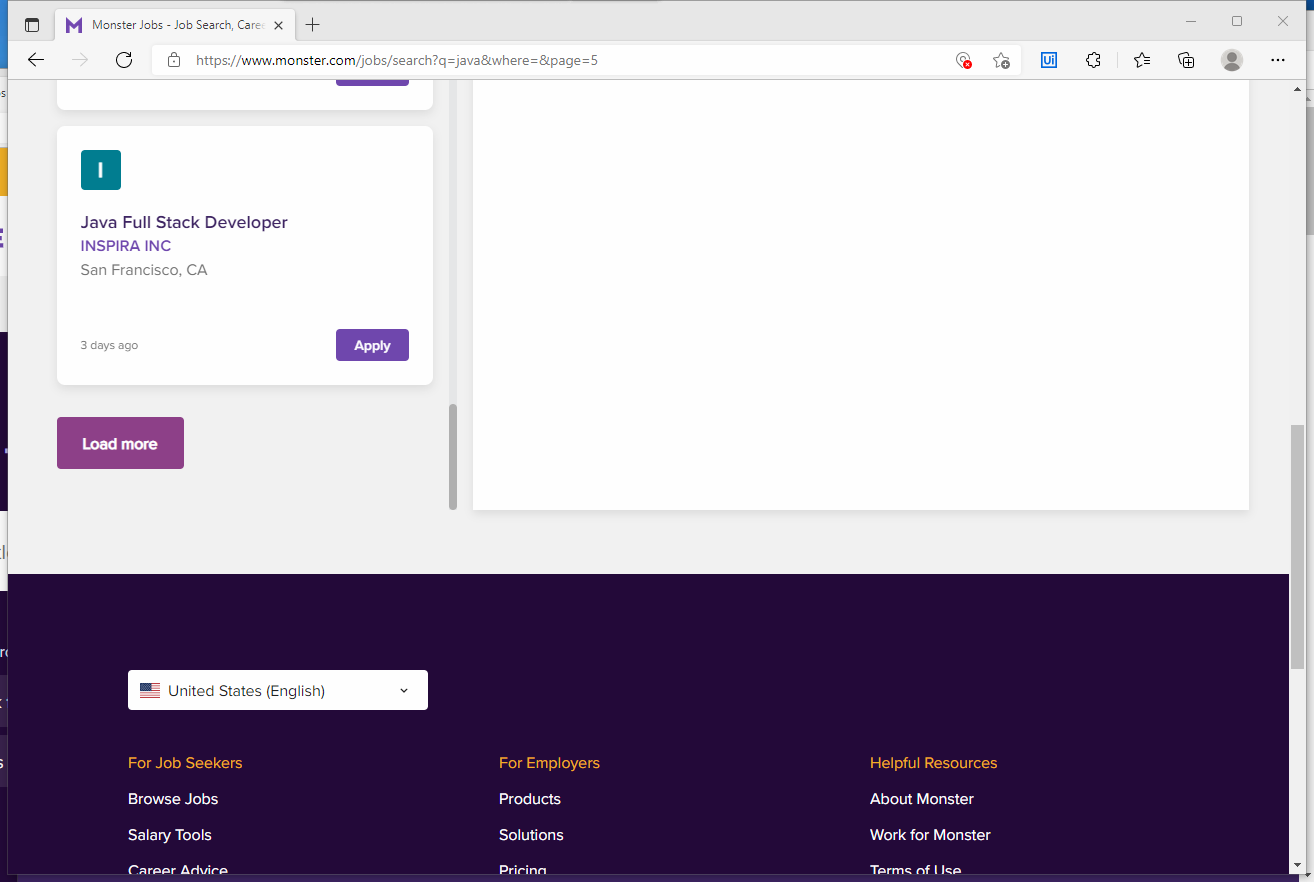 Monster Jobs - Job Search, Caree
https://www.monster.com/jobs/search?q=java&where=&page=5
Ui
I
Java Full Stack Developer
INSPIRA INC
San Francisco, CA
3 days ago
Apply
Load more
United States (English)
For Job Seekers
For Employers
Helpful Resources
Browse Jobs
Products
About Monster
Salary Tools
Solutions
Work for Monster
Career Advice
Pricing
Terms of Use